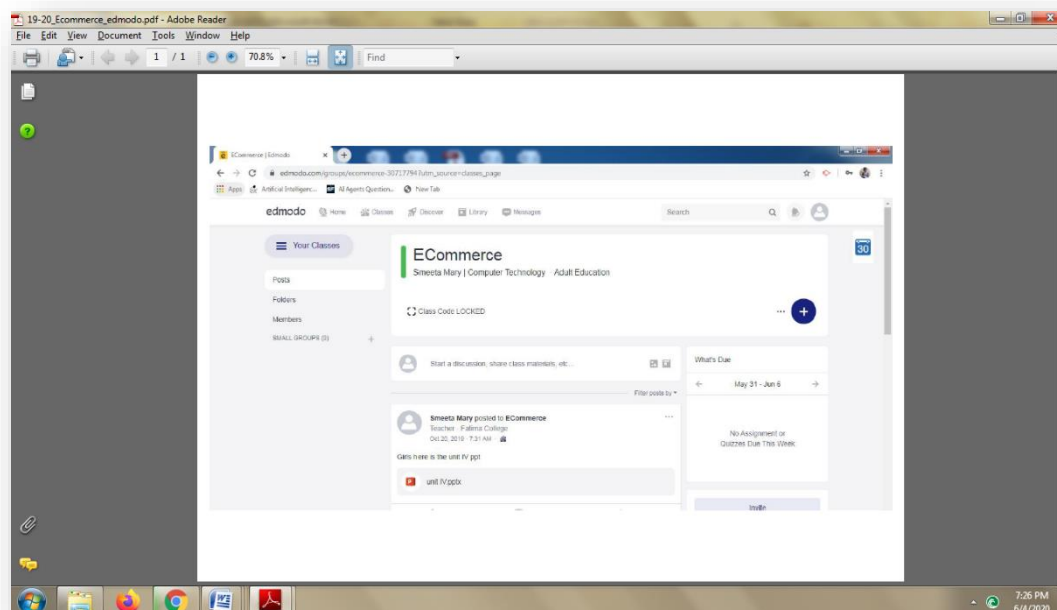 19-20_Ecommerce_edmodo.pdf - Adobe Reader
File Edit View Document Tools Window Help
1 / 1 70.8% Find
ECommerce | Edmodo
edmodo.com/groups/ecommerce-30717794?utm_source=classes_page
Apps Artificial Intelligenc... AI Agents Question... New Tab
edmodo Home Classes Discover Library Messages Search
Your Classes
Posts
Folders
Members
SMALL GROUPS (0) +
ECommerce
Smeeta Mary | Computer Technology · Adult Education
Class Code LOCKED
30
Start a discussion, share class materials, etc...
Filter posts by
Smeeta Mary posted to ECommerce
Teacher · Fatima College
Oct 20, 2019 · 7:31 AM
Girls here is the unit IV ppt
unit IV.pptx
What's Due
May 31 - Jun 6
No Assignment or
Quizzes Due This Week
Invite
7:26 PM
6/4/2020